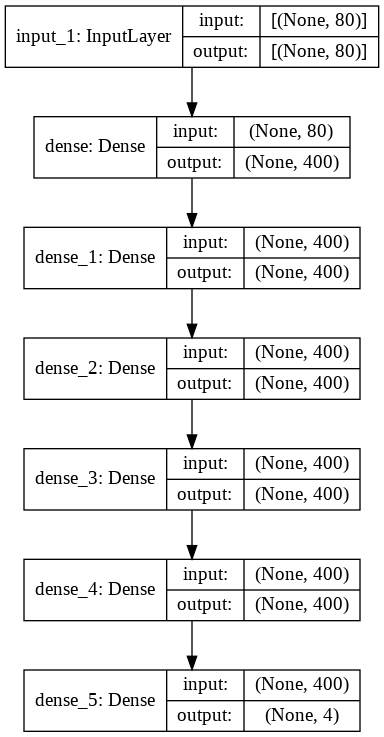 input_1: InputLayer input: [(None, 80)]
output: [(None, 80)]
dense: Dense input: (None, 80)
output: (None, 400)
dense_1: Dense input: (None, 400)
output: (None, 400)
dense_2: Dense input: (None, 400)
output: (None, 400)
dense_3: Dense input: (None, 400)
output: (None, 400)
dense_4: Dense input: (None, 400)
output: (None, 400)
dense_5: Dense input: (None, 400)
output: (None, 4)